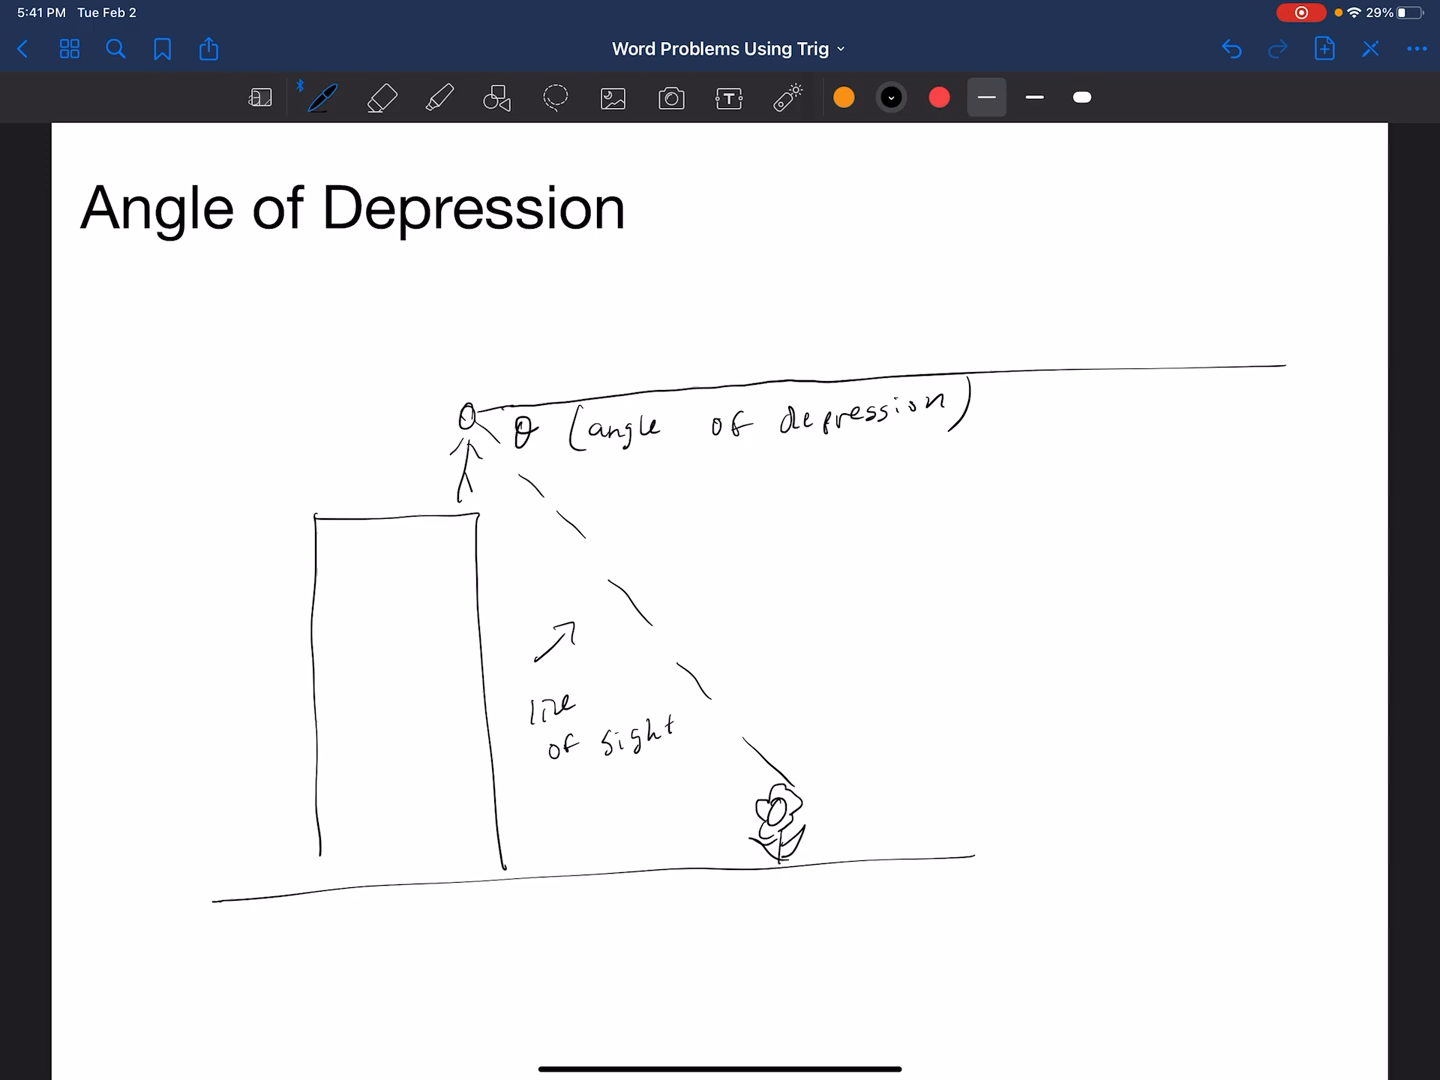 5:41 PM Tue Feb 2
29%
Word Problems Using Trig
T
Angle of Depression
θ (angle of depression)
line
of sight